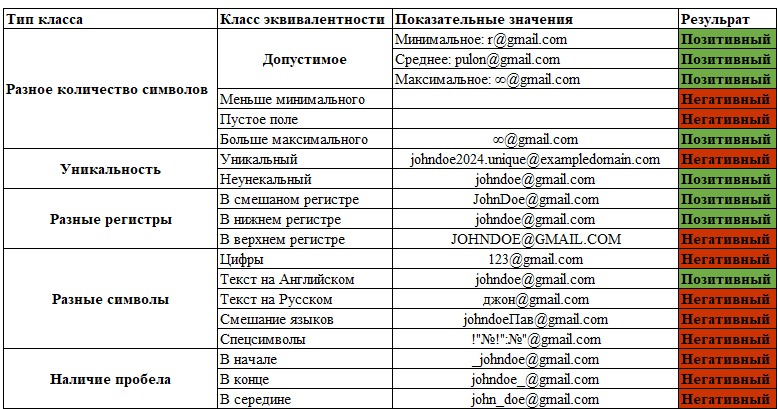 Тип класса Класс эквивалентности Показательные значения Резульрат
Разное количество символов Допустимое Минимальное: r@gmail.com Позитивный
Среднее: pulon@gmail.com Позитивный
Максимальное: ∞@gmail.com Позитивный
Меньше минимального Негативный
Пустое поле Негативный
Больше максимального ∞@gmail.com Позитивный
Уникальность Уникальный johndoe2024.unique@exampledomain.com Негативный
Неунекальный johndoe@gmail.com Позитивный
Разные регистры В смешаном регистре JohnDoe@gmail.com Позитивный
В нижнем регистре johndoe@gmail.com Позитивный
В верхнем регистре JOHNDOE@GMAIL.COM Негативный
Разные символы Цифры 123@gmail.com Негативный
Текст на Английском johndoe@gmail.com Позитивный
Текст на Русском джон@gmail.com Негативный
Смешание языков johndoeПав@gmail.com Негативный
Спецсимволы !"№!":№"@gmail.com Негативный
Наличие пробела В начале _johndoe@gmail.com Негативный
В конце johndoe_@gmail.com Негативный
В середине john_doe@gmail.com Негативный